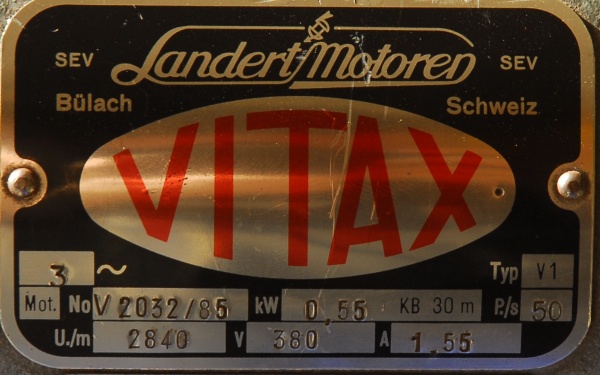 SEV Landert Motoren SEV
Bülach Schweiz
VITAX
3 ~ Typ V1
Mot. No V 2032/85 kW 0,55 KB 30 m P./s 50
U./m 2840 V 380 A 1,55